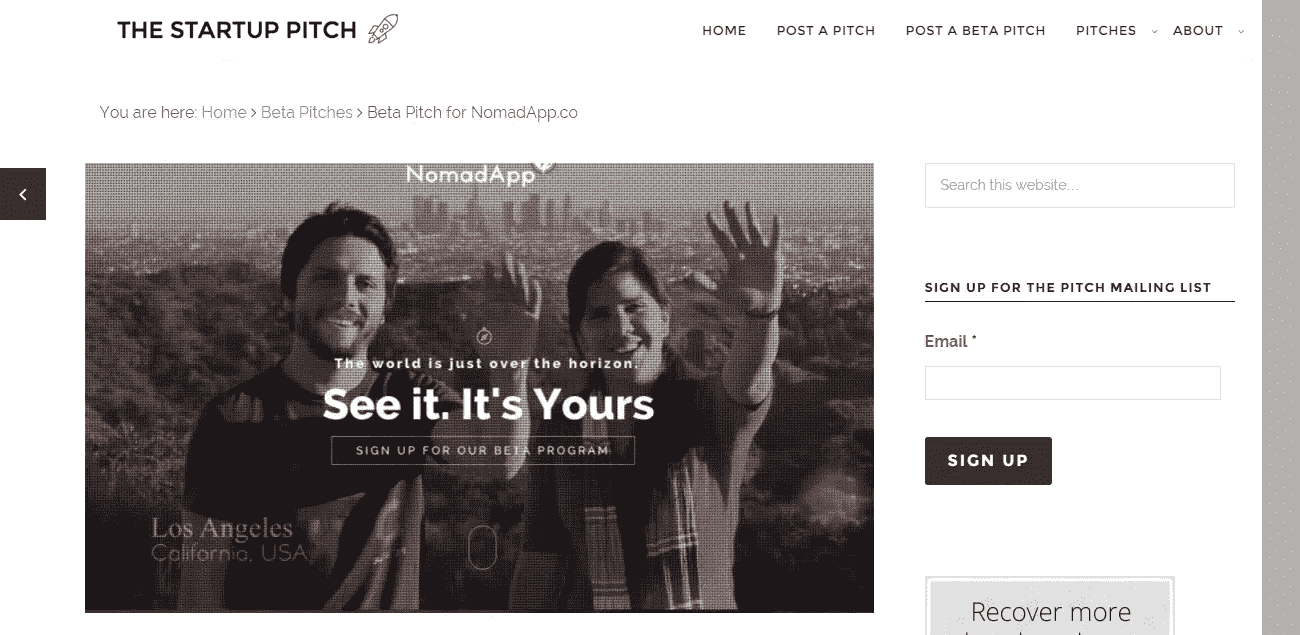 THE STARTUP PITCH
HOME POST A PITCH POST A BETA PITCH PITCHES ABOUT
You are here: Home > Beta Pitches > Beta Pitch for NomadApp.co
NomadApp
The world is just over the horizon.
See it. It's Yours
SIGN UP FOR OUR BETA PROGRAM
Los Angeles
California, USA
Search this website...
SIGN UP FOR THE PITCH MAILING LIST
Email *
SIGN UP
Recover more